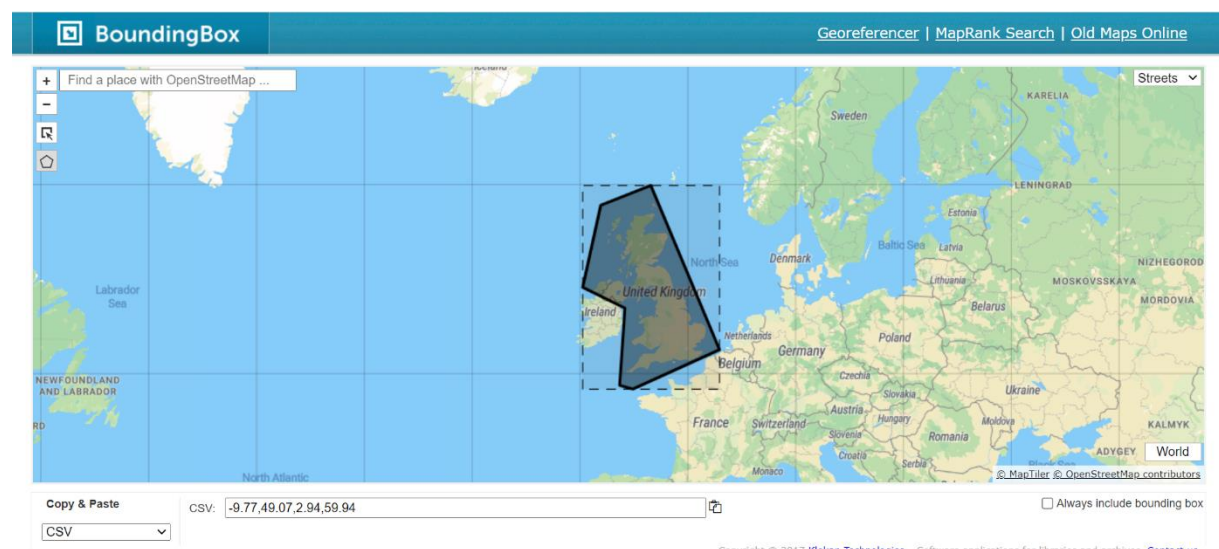 BoundingBox
Georeferencer | MapRank Search | Old Maps Online
+
Find a place with OpenStreetMap ...
Streets
−
KARELIA
Sweden
LENINGRAD
Estonia
Baltic Sea
Latvia
North Sea
Denmark
NIZHEGOROD
Lithuania
MOSKOVSSKAYA
Labrador
Sea
United Kingdom
MORDOVIA
Ireland
Belarus
Netherlands
Poland
Germany
Belgium
NEWFOUNDLAND
AND LABRADOR
Czechia
Slovakia
Ukraine
Austria
France
Switzerland
Hungary
Moldova
RD
KALMYK
Slovenia
Romania
Croatia
Serbia
ADYGEY
World
Monaco
North Atlantic
© MapTiler © OpenStreetMap contributors
Copy & Paste
CSV: -9.77,49.07,2.94,59.94
Always include bounding box
CSV